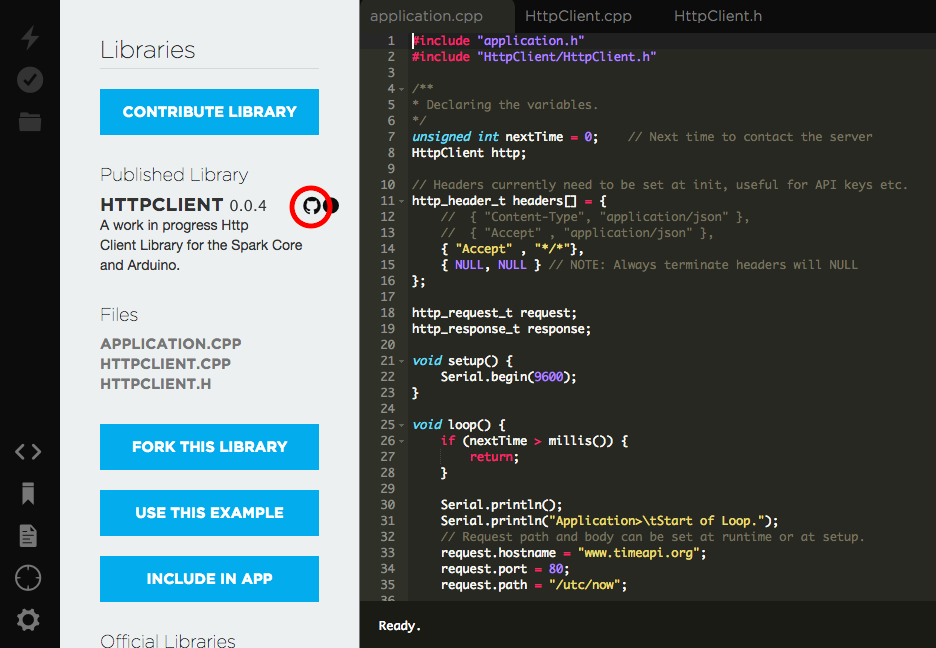 Libraries
CONTRIBUTE LIBRARY
Published Library
HTTPCLIENT 0.0.4
A work in progress Http
Client Library for the Spark Core
and Arduino.
Files
APPLICATION.CPP
HTTPCLIENT.CPP
HTTPCLIENT.H
FORK THIS LIBRARY
USE THIS EXAMPLE
INCLUDE IN APP
Official Libraries
application.cpp HttpClient.cpp HttpClient.h
1 #include "application.h"
2 #include "HttpClient/HttpClient.h"
3
4 /**
5 * Declaring the variables.
6 */
7 unsigned int nextTime = 0;    // Next time to contact the server
8 HttpClient http;
9
10 // Headers currently need to be set at init, useful for API keys etc.
11 http_header_t headers[] = {
12     //  { "Content-Type", "application/json" },
13     //  { "Accept" , "application/json" },
14     { "Accept" , "*/*"},
15     { NULL, NULL } // NOTE: Always terminate headers will NULL
16 };
17
18 http_request_t request;
19 http_response_t response;
20
21 void setup() {
22     Serial.begin(9600);
23 }
24
25 void loop() {
26     if (nextTime > millis()) {
27         return;
28     }
29
30     Serial.println();
31     Serial.println("Application>\tStart of Loop.");
32     // Request path and body can be set at runtime or at setup.
33     request.hostname = "www.timeapi.org";
34     request.port = 80;
35     request.path = "/utc/now";
36
Ready.